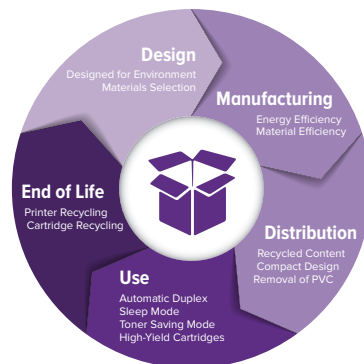 Design
Designed for Environment
Materials Selection
Manufacturing
Energy Efficiency
Material Efficiency
Distribution
Recycled Content
Compact Design
Removal of PVC
Use
Automatic Duplex
Sleep Mode
Toner Saving Mode
High-Yield Cartridges
End of Life
Printer Recycling
Cartridge Recycling